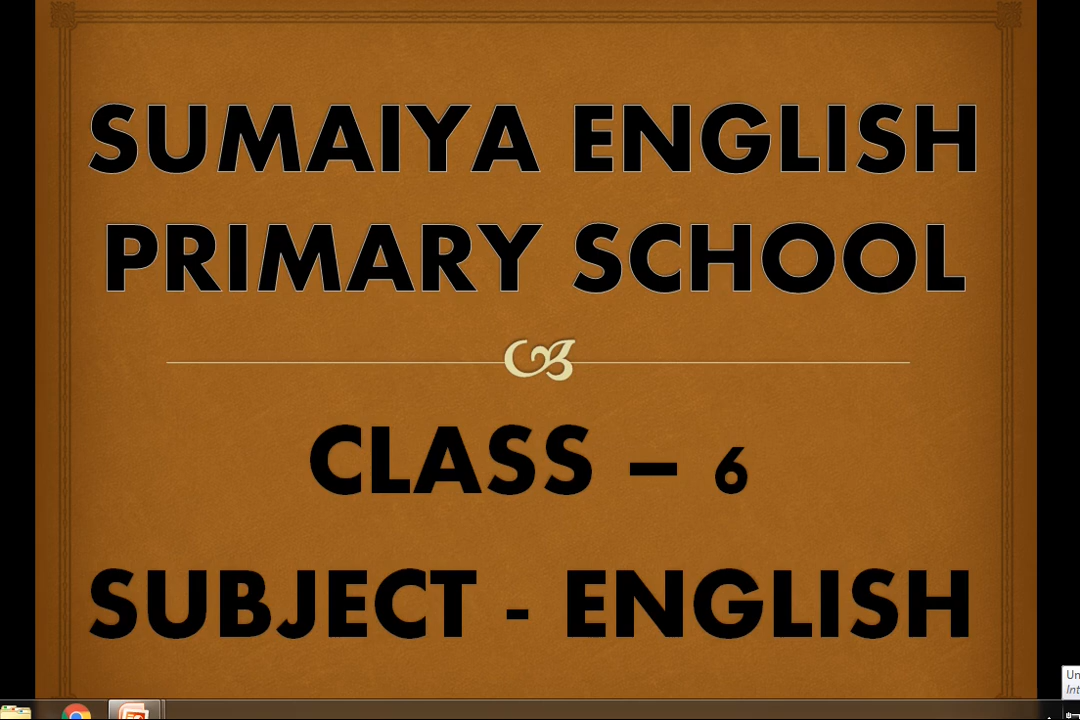 SUMAIYA ENGLISH
PRIMARY SCHOOL
CLASS – 6
SUBJECT - ENGLISH